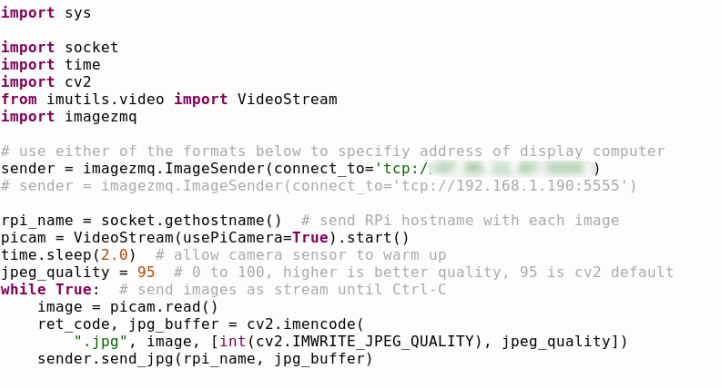 import sys
import socket
import time
import cv2
from imutils.video import VideoStream
import imagezmq
# use either of the formats below to specifiy address of display computer
sender = imagezmq.ImageSender(connect_to='tcp:/ )
# sender = imagezmq.ImageSender(connect_to='tcp://192.168.1.190:5555')
rpi_name = socket.gethostname()  # send RPi hostname with each image
picam = VideoStream(usePiCamera=True).start()
time.sleep(2.0)  # allow camera sensor to warm up
jpeg_quality = 95  # 0 to 100, higher is better quality, 95 is cv2 default
while True:  # send images as stream until Ctrl-C
    image = picam.read()
    ret_code, jpg_buffer = cv2.imencode(
        ".jpg", image, [int(cv2.IMWRITE_JPEG_QUALITY), jpeg_quality])
    sender.send_jpg(rpi_name, jpg_buffer)